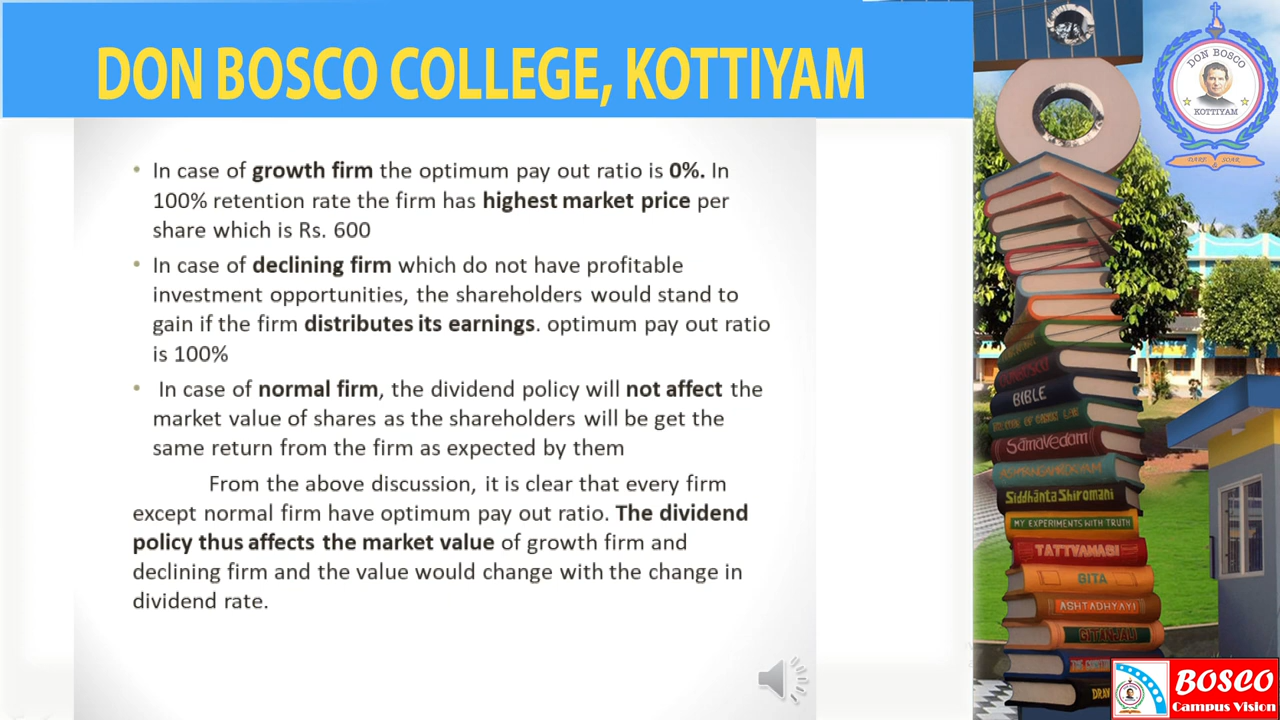 DON BOSCO COLLEGE, KOTTIYAM
• In case of growth firm the optimum pay out ratio is 0%. In
100% retention rate the firm has highest market price per
share which is Rs. 600
• In case of declining firm which do not have profitable
investment opportunities, the shareholders would stand to
gain if the firm distributes its earnings. optimum pay out ratio
is 100%
• In case of normal firm, the dividend policy will not affect the
market value of shares as the shareholders will be get the
same return from the firm as expected by them
From the above discussion, it is clear that every firm
except normal firm have optimum pay out ratio. The dividend
policy thus affects the market value of growth firm and
declining firm and the value would change with the change in
dividend rate.
DON BOSCO
KOTTIYAM
DARE & SOAR
BIBLE
Sāmavedam
Siddhānta Shiromani
MY EXPERIMENTS WITH TRUTH
TATTVAMASI
GITA
ASHTADHYAYI
GITANJALI
BOSCO
Campus Vision